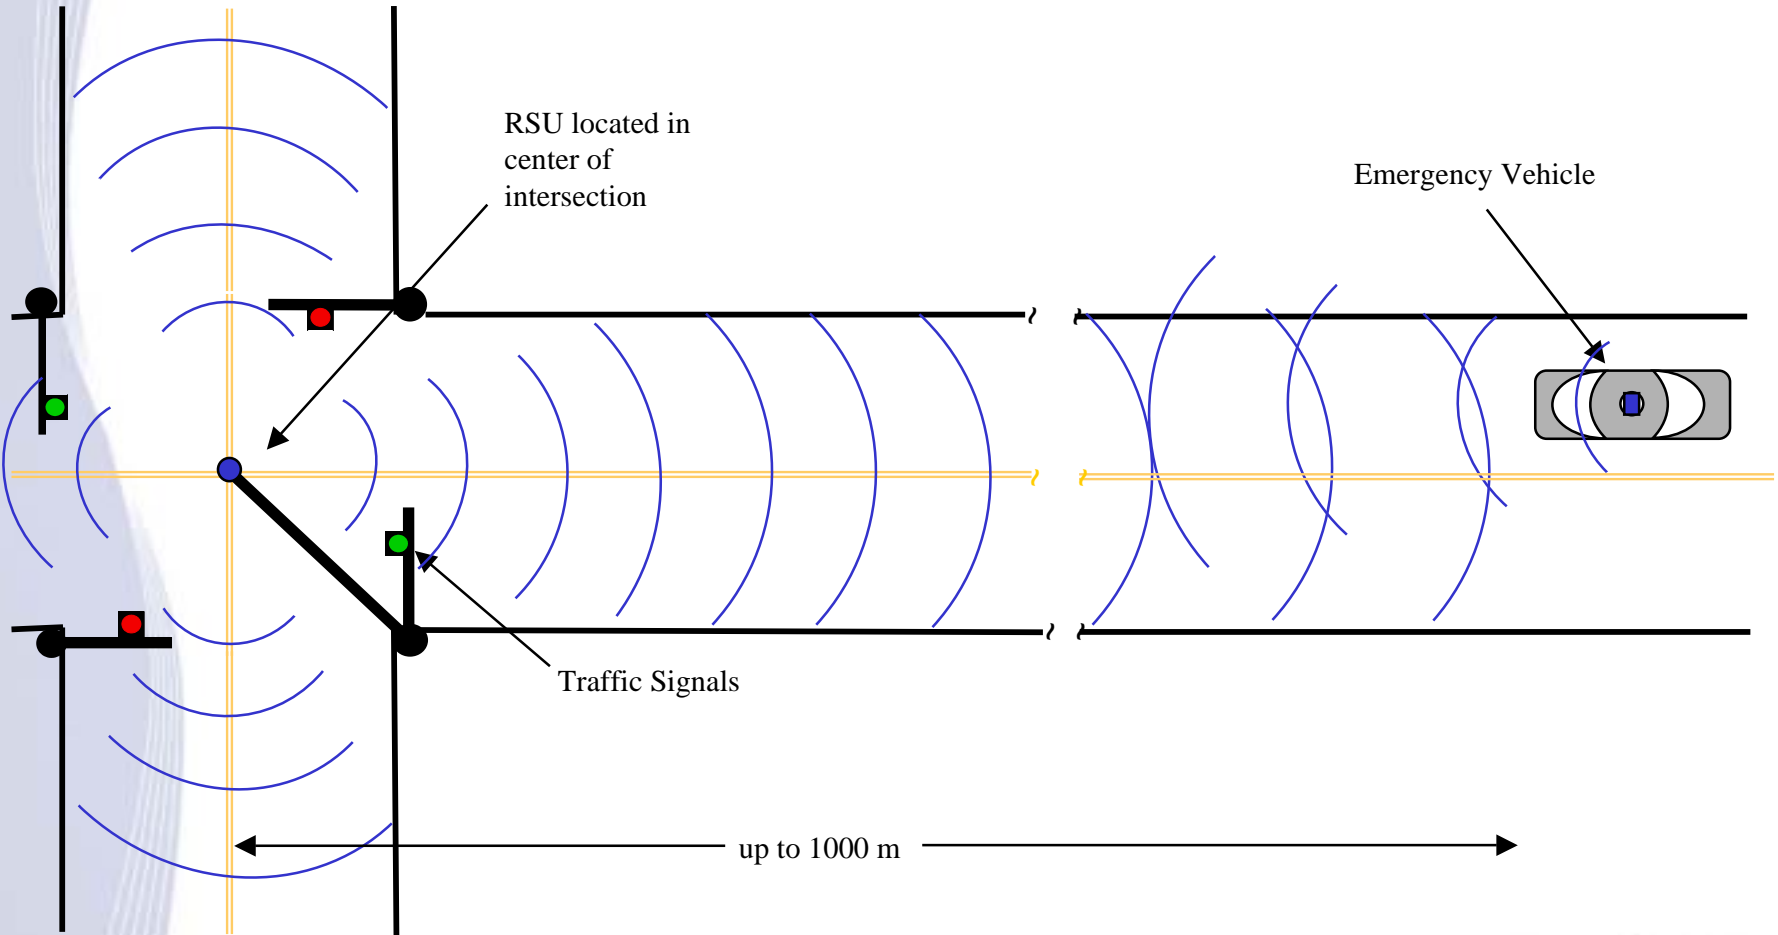 RSU located in
center of
intersection
Emergency Vehicle
Traffic Signals
up to 1000 m